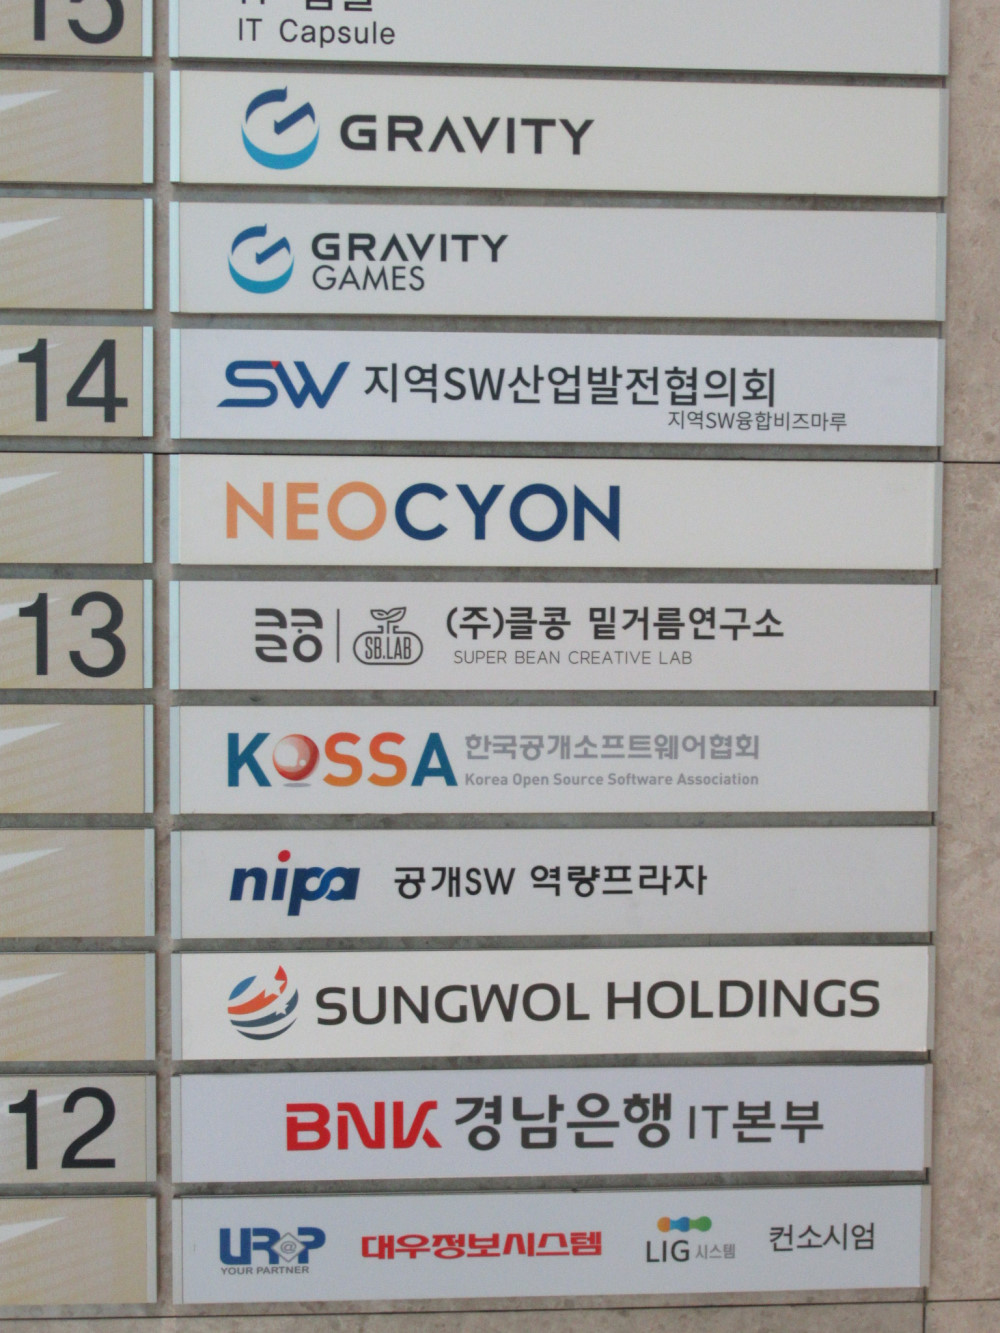 15
IT 캡슐
IT Capsule
GRAVITY
GRAVITY
GAMES
14
SW 지역SW산업발전협의회
지역SW융합비즈마루
NEOCYON
13
클콩 SB.LAB (주)클콩 밑거름연구소
SUPER BEAN CREATIVE LAB
KOSSA 한국공개소프트웨어협회
Korea Open Source Software Association
nipa 공개SW 역량프라자
SUNGWOL HOLDINGS
12
BNK 경남은행 IT본부
UR@P 대우정보시스템 LIG 시스템 컨소시엄
YOUR PARTNER